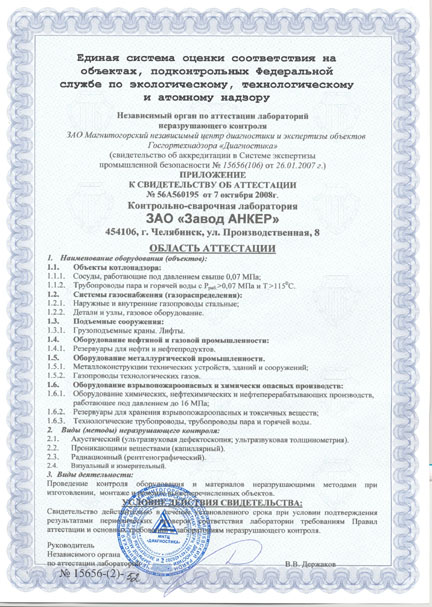 Единая система оценки соответствия на
объектах, подконтрольных Федеральной
службе по экологическому, технологическому
и атомному надзору
Независимый орган по аттестации лабораторий
неразрушающего контроля
ЗАО Магнитогорский независимый центр диагностики и экспертизы объектов
Госгортехнадзора «Диагностика»
(свидетельство об аккредитации в Системе экспертизы
промышленной безопасности № 15656(106) от 26.01.2007 г.)
ПРИЛОЖЕНИЕ
К СВИДЕТЕЛЬСТВУ ОБ АТТЕСТАЦИИ
№ 56А560195 от 7 октября 2008г.
Контрольно-сварочная лаборатория
ЗАО «Завод АНКЕР»
454106, г. Челябинск, ул. Производственная, 8
ОБЛАСТЬ АТТЕСТАЦИИ
1. Наименование оборудования (объектов):
1.1. Объекты котлонадзора:
1.1.1. Сосуды, работающие под давлением свыше 0,07 МПа;
1.1.2. Трубопроводы пара и горячей воды с Рраб.>0,07 МПа и Т>115⁰С.
1.2. Системы газоснабжения (газораспределения):
1.2.1. Наружные и внутренние газопроводы стальные;
1.2.2. Детали и узлы, газовое оборудование.
1.3. Подъемные сооружения:
1.3.1. Грузоподъемные краны. Лифты.
1.4. Оборудование нефтяной и газовой промышленности:
1.4.1. Резервуары для нефти и нефтепродуктов.
1.5. Оборудование металлургической промышленности.
1.5.1. Металлоконструкции технических устройств, зданий и сооружений;
1.5.2. Газопроводы технологических газов.
1.6. Оборудование взрывопожароопасных и химически опасных производств:
1.6.1. Оборудование химических, нефтехимических и нефтеперерабатывающих производств,
работающее под давлением до 16 МПа;
1.6.2. Резервуары для хранения взрывопожароопасных и токсичных веществ;
1.6.3. Технологические трубопроводы, трубопроводы пара и горячей воды.
2. Виды (методы) неразрушающего контроля:
2.1. Акустический (ультразвуковая дефектоскопия; ультразвуковая толщинометрия).
2.2. Проникающими веществами (капиллярный).
2.3. Радиационный (рентгенографический).
2.4. Визуальный и измерительный.
3. Виды деятельности:
Проведение контроля оборудования и материалов неразрушающими методами при
изготовлении, монтаже и вышеперечисленных объектов.
УСЛОВИЕ ДЕЙСТВИЯ СВИДЕТЕЛЬСТВА:
Свидетельство действительно в течение установленного срока при условии подтверждения
результатами соответствия лаборатории требованиям Правил
аттестации и основных лабораториям неразрушающего контроля.
МНТЦ
«ДИАГНОСТИКА»
Руководитель
Независимого органа
по аттестации лабораторий
В.В. Держаков
№ 15656-(2)-